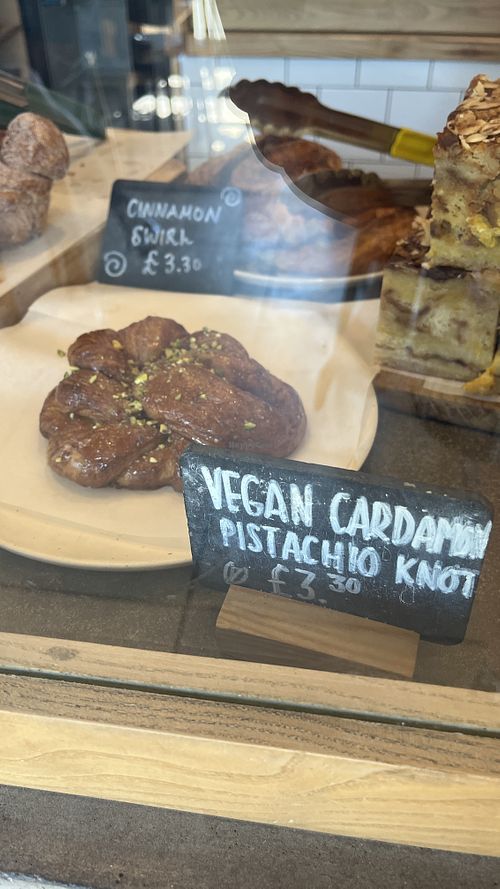 CINNAMON
SWIRL
£3.30
VEGAN CARDAMOM
PISTACHIO KNOT
£3.30